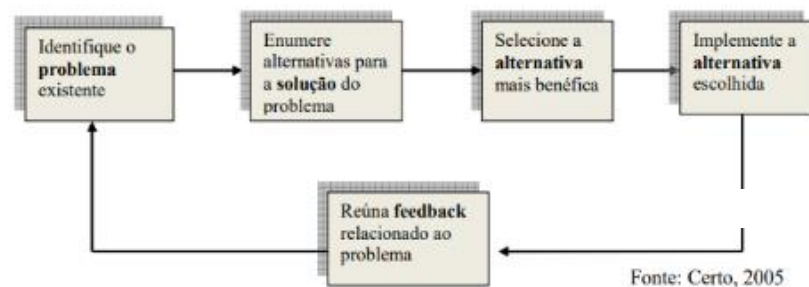 Identifique o
problema
existente
Enumere
alternativas para
a solução do
problema
Selecione a
alternativa
mais benéfica
Implemente a
alternativa
escolhida
Reúna feedback
relacionado ao
problema
Fonte: Certo, 2005